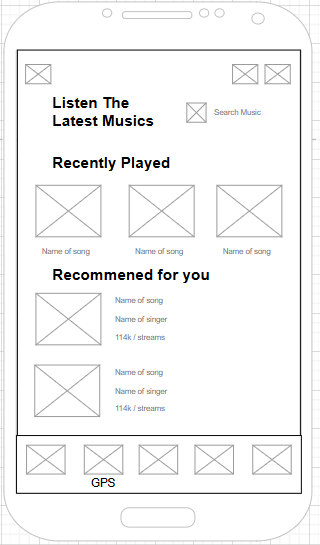 Listen The
Latest Musics
Search Music
Recently Played
Name of song Name of song Name of song
Recommened for you
Name of song
Name of singer
114k / streams
Name of song
Name of singer
114k / streams
GPS